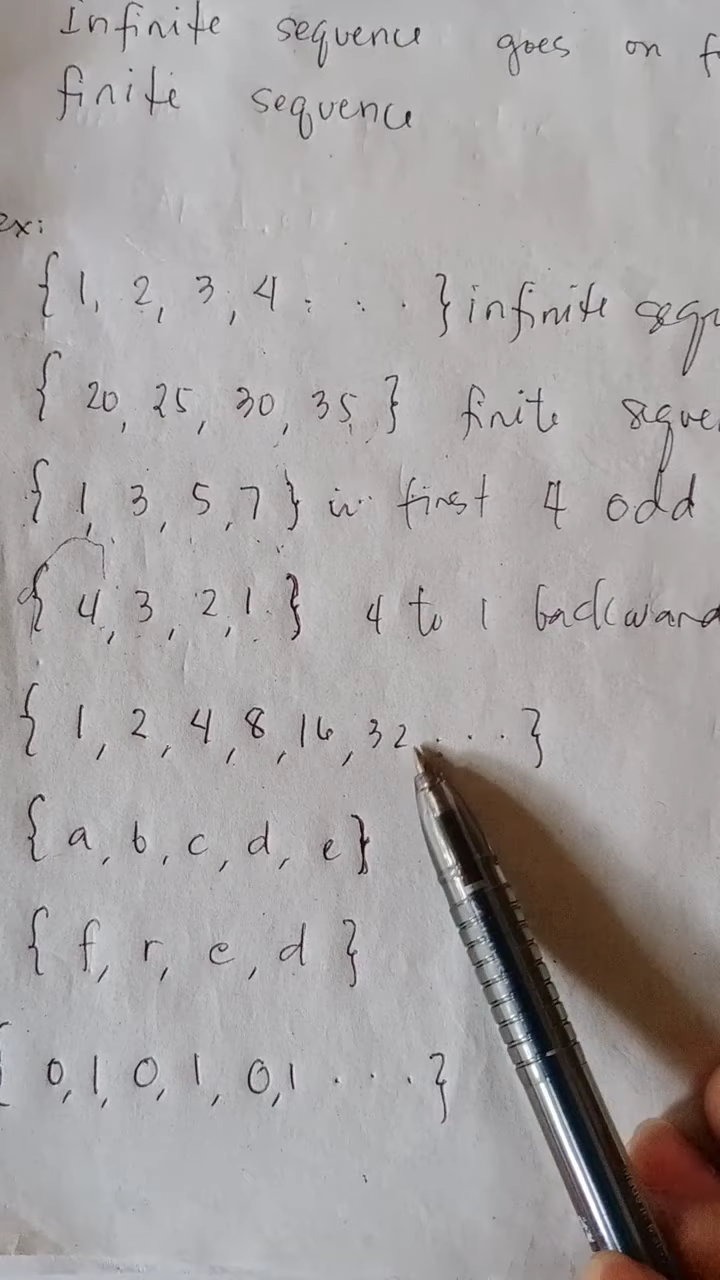 Infinite sequence goes on
finite sequence
ex:
{ 1, 2, 3, 4 . . . } infinite
{ 20, 25, 30, 35, } finite
{ 1, 3, 5, 7 } first 4 odd
{ 4, 3, 2, 1 } 4 to 1 backward
{ 1, 2, 4, 8, 16, 32 . . . }
{ a, b, c, d, e }
{ f, r, e, d }
{ 0, 1, 0, 1, 0, 1 . . . }